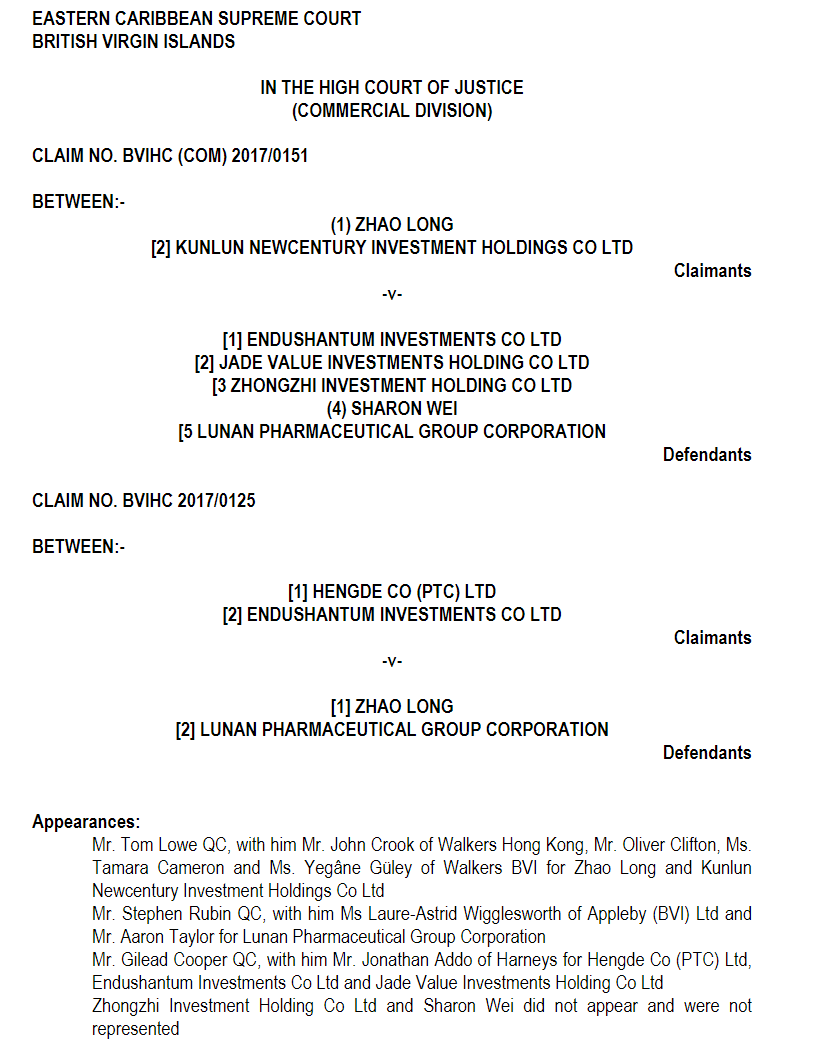 EASTERN CARIBBEAN SUPREME COURT
BRITISH VIRGIN ISLANDS
IN THE HIGH COURT OF JUSTICE
(COMMERCIAL DIVISION)
CLAIM NO. BVIHC (COM) 2017/0151
BETWEEN:-
(1) ZHAO LONG
[2] KUNLUN NEWCENTURY INVESTMENT HOLDINGS CO LTD
Claimants
-v-
[1] ENDUSHANTUM INVESTMENTS CO LTD
[2] JADE VALUE INVESTMENTS HOLDING CO LTD
[3 ZHONGZHI INVESTMENT HOLDING CO LTD
(4) SHARON WEI
[5 LUNAN PHARMACEUTICAL GROUP CORPORATION
Defendants
CLAIM NO. BVIHC 2017/0125
BETWEEN:-
[1] HENGDE CO (PTC) LTD
[2] ENDUSHANTUM INVESTMENTS CO LTD
Claimants
-v-
[1] ZHAO LONG
[2] LUNAN PHARMACEUTICAL GROUP CORPORATION
Defendants
Appearances:
Mr. Tom Lowe QC, with him Mr. John Crook of Walkers Hong Kong, Mr. Oliver Clifton, Ms.
Tamara Cameron and Ms. Yegâne Güley of Walkers BVI for Zhao Long and Kunlun
Newcentury Investment Holdings Co Ltd
Mr. Stephen Rubin QC, with him Ms Laure-Astrid Wigglesworth of Appleby (BVI) Ltd and
Mr. Aaron Taylor for Lunan Pharmaceutical Group Corporation
Mr. Gilead Cooper QC, with him Mr. Jonathan Addo of Harneys for Hengde Co (PTC) Ltd,
Endushantum Investments Co Ltd and Jade Value Investments Holding Co Ltd
Zhongzhi Investment Holding Co Ltd and Sharon Wei did not appear and were not
represented